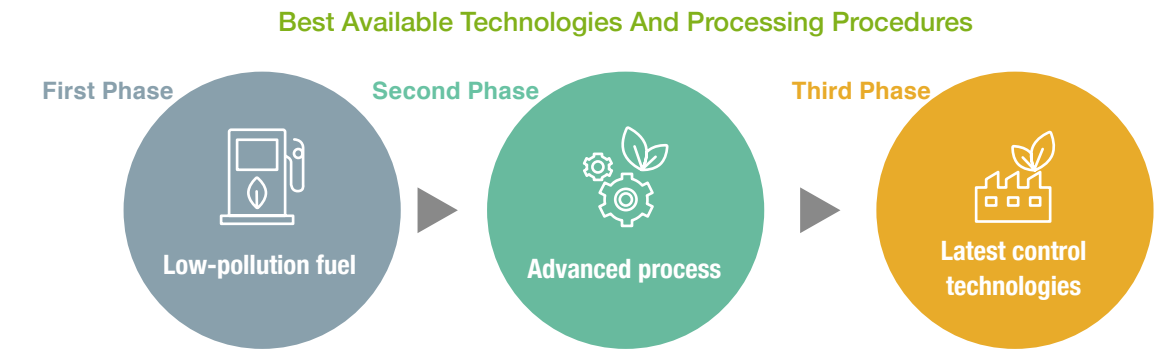 Best Available Technologies And Processing Procedures
First Phase
Low-pollution fuel
Second Phase
Advanced process
Third Phase
Latest control
technologies